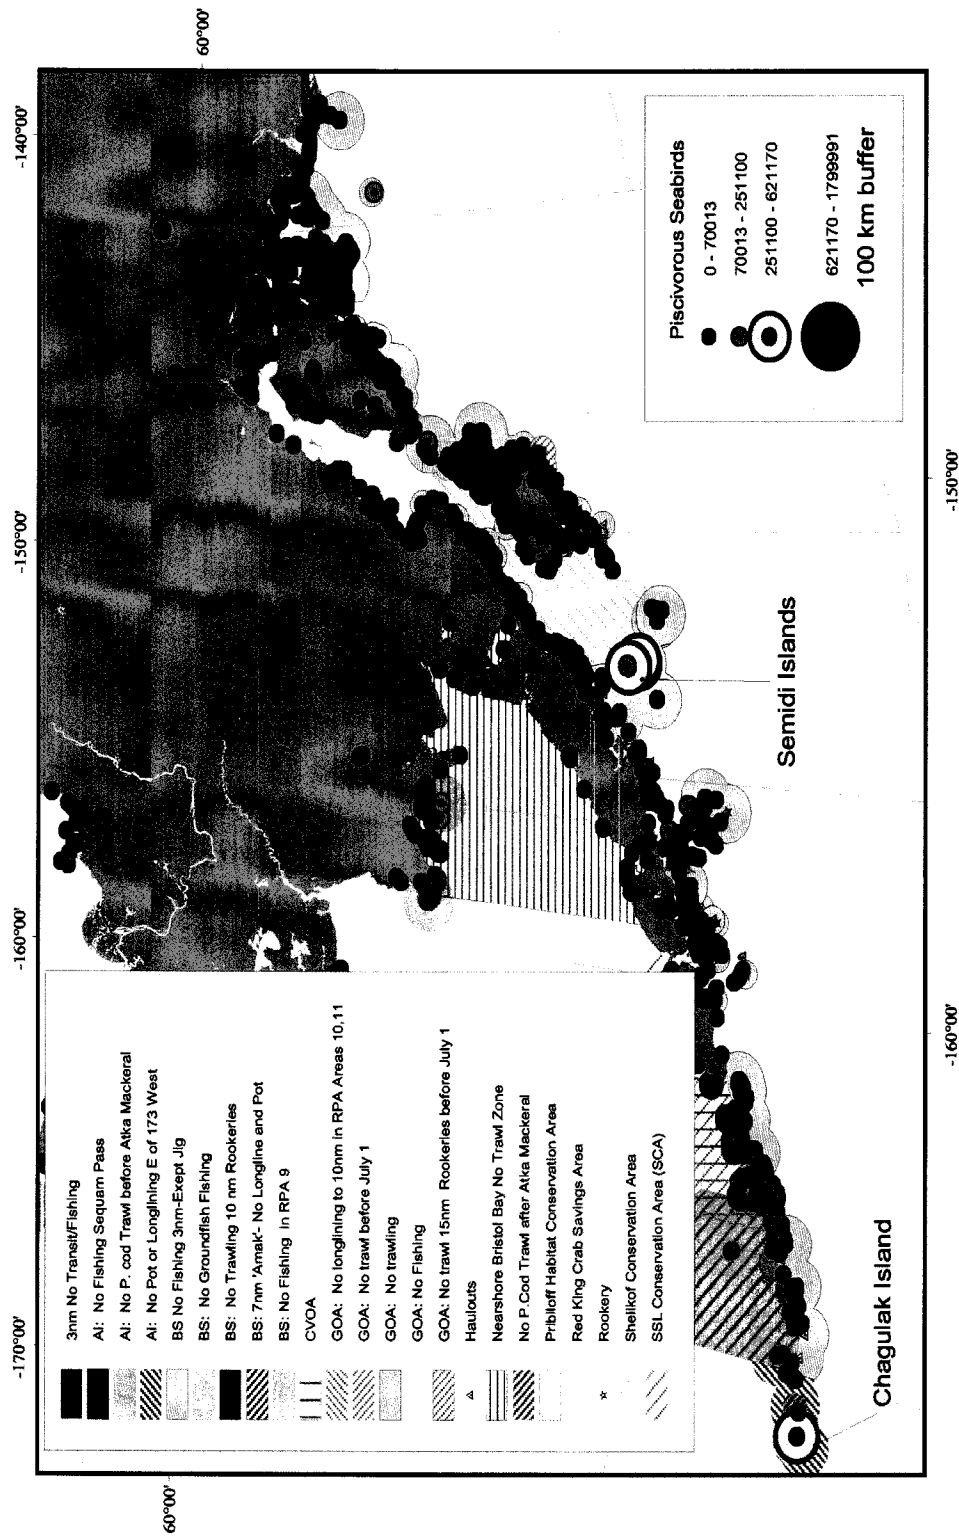 -140°00'
-150°00'
-160°00'
-170°00'
60°00'
60°00'
3nm No Transit/Fishing
AI: No Fishing Sequam Pass
AI: No P. cod Trawl before Atka Mackeral
AI: No Pot or Longlining E of 173 West
BS No Fishing 3nm-Exept Jig
BS: No Groundfish Fishing
BS: No Trawling 10 nm Rookeries
BS: 7nm 'Amak'- No Longline and Pot
BS: No Fishing in RPA 9
CVOA
GOA: No longlining to 10nm in RPA Areas 10,11
GOA: No trawl before July 1
GOA: No trawling
GOA: No Fishing
GOA: No trawl 15nm Rookeries before July 1
Haulouts
Nearshore Bristol Bay No Trawl Zone
No P.Cod Trawl after Atka Mackeral
Pribiloff Habitat Conservation Area
Red King Crab Savings Area
Rookery
Shelikof Conservation Area
SSL Conservation Area (SCA)
Piscivorous Seabirds
0 - 70013
70013 - 251100
251100 - 621170
621170 - 1799991
100 km buffer
Semidi Islands
Chagulak Island
-160°00'
-150°00'